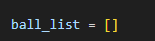 ball_list = []